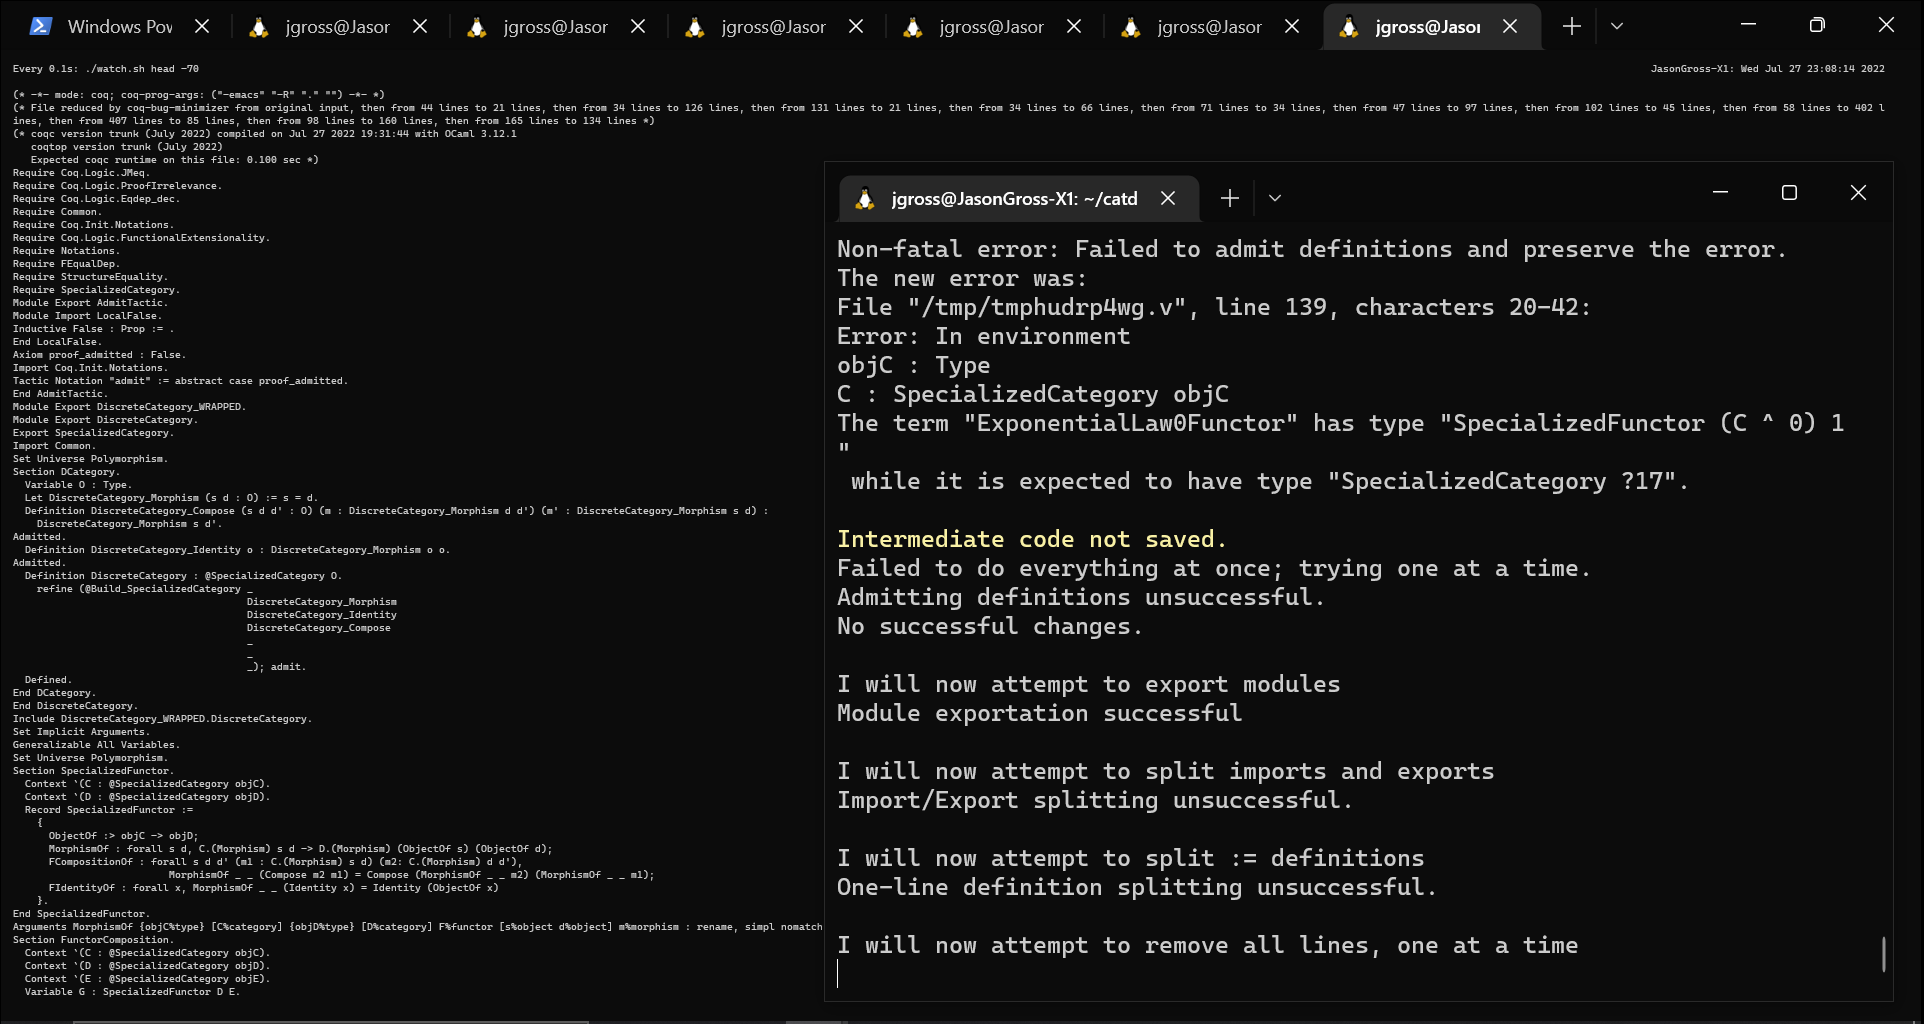 Windows Pow
jgross@Jason
jgross@Jason
jgross@Jason
jgross@Jason
jgross@Jason
jgross@Jason
Every 0.1s: ./watch.sh head -70
JasonGross-X1: Wed Jul 27 23:08:14 2022
(* -*- mode: coq; coq-prog-args: ("-emacs" "-R" "." "") -*- *)
(* File reduced by coq-bug-minimizer from original input, then from 44 lines to 21 lines, then from 34 lines to 126 lines, then from 131 lines to 21 lines, then from 34 lines to 66 lines, then from 71 lines to 34 lines, then from 47 lines to 97 lines, then from 102 lines to 45 lines, then from 58 lines to 402 l
ines, then from 407 lines to 85 lines, then from 98 lines to 160 lines, then from 165 lines to 134 lines *)
(* coqc version trunk (July 2022) compiled on Jul 27 2022 19:31:44 with OCaml 3.12.1
   coqtop version trunk (July 2022)
   Expected coqc runtime on this file: 0.100 sec *)
Require Coq.Logic.JMeq.
Require Coq.Logic.ProofIrrelevance.
Require Coq.Logic.Eqdep_dec.
Require Common.
Require Coq.Init.Notations.
Require Coq.Logic.FunctionalExtensionality.
Require Notations.
Require FEqualDep.
Require StructureEquality.
Require SpecializedCategory.
Module Export AdmitTactic.
Module Import LocalFalse.
Inductive False : Prop := .
End LocalFalse.
Axiom proof_admitted : False.
Import Coq.Init.Notations.
Tactic Notation "admit" := abstract case proof_admitted.
End AdmitTactic.
Module Export DiscreteCategory_WRAPPED.
Module Export DiscreteCategory.
Export SpecializedCategory.
Import Common.
Set Universe Polymorphism.
Section DCategory.
  Variable O : Type.
  Let DiscreteCategory_Morphism (s d : O) := s = d.
  Definition DiscreteCategory_Compose (s d d' : O) (m : DiscreteCategory_Morphism d d') (m' : DiscreteCategory_Morphism s d) :
    DiscreteCategory_Morphism s d'.
Admitted.
  Definition DiscreteCategory_Identity o : DiscreteCategory_Morphism o o.
Admitted.
  Definition DiscreteCategory : @SpecializedCategory O.
    refine (@Build_SpecializedCategory _
                                       DiscreteCategory_Morphism
                                       DiscreteCategory_Identity
                                       DiscreteCategory_Compose
                                       _
                                       _
                                       _); admit.
  Defined.
End DCategory.
End DiscreteCategory.
Include DiscreteCategory_WRAPPED.DiscreteCategory.
Set Implicit Arguments.
Generalizable All Variables.
Set Universe Polymorphism.
Section SpecializedFunctor.
  Context `(C : @SpecializedCategory objC).
  Context `(D : @SpecializedCategory objD).
  Record SpecializedFunctor :=
    {
      ObjectOf :> objC -> objD;
      MorphismOf : forall s d, C.(Morphism) s d -> D.(Morphism) (ObjectOf s) (ObjectOf d);
      FCompositionOf : forall s d d' (m1 : C.(Morphism) s d) (m2: C.(Morphism) d d'),
                          MorphismOf _ _ (Compose m2 m1) = Compose (MorphismOf _ _ m2) (MorphismOf _ _ m1);
      FIdentityOf : forall x, MorphismOf _ _ (Identity x) = Identity (ObjectOf x)
    }.
End SpecializedFunctor.
Arguments MorphismOf {objC%type} [C%category] {objD%type} [D%category] F%functor [s%object d%object] m%morphism : rename, simpl nomatch
Section FunctorComposition.
  Context `(C : @SpecializedCategory objC).
  Context `(D : @SpecializedCategory objD).
  Context `(E : @SpecializedCategory objE).
  Variable G : SpecializedFunctor D E.
jgross@JasonGross-X1: ~/catd
Non-fatal error: Failed to admit definitions and preserve the error.
The new error was:
File "/tmp/tmphudrp4wg.v", line 139, characters 20-42:
Error: In environment
objC : Type
C : SpecializedCategory objC
The term "ExponentialLaw0Functor" has type "SpecializedFunctor (C ^ 0) 1
"
 while it is expected to have type "SpecializedCategory ?17".
Intermediate code not saved.
Failed to do everything at once; trying one at a time.
Admitting definitions unsuccessful.
No successful changes.
I will now attempt to export modules
Module exportation successful
I will now attempt to split imports and exports
Import/Export splitting unsuccessful.
I will now attempt to split := definitions
One-line definition splitting unsuccessful.
I will now attempt to remove all lines, one at a time